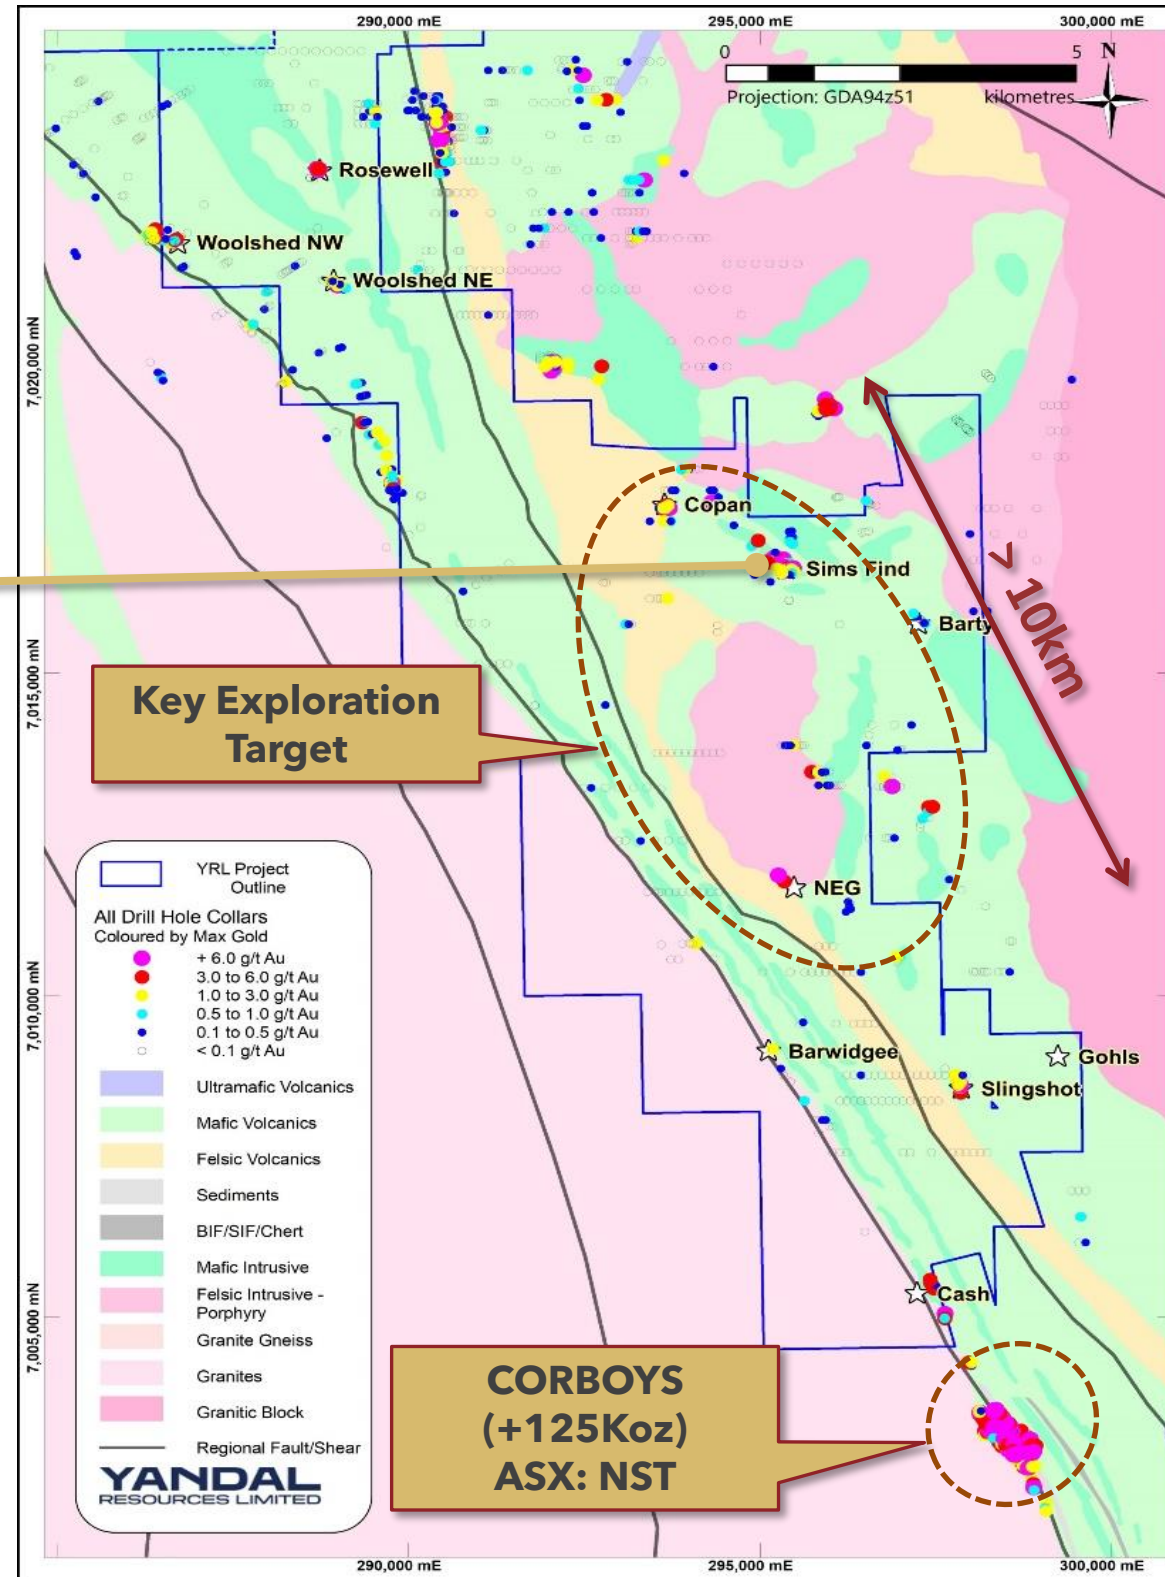 290,000 mE
295,000 mE
300,000 mE
0
5
N
Projection: GDA94z51
kilometres
Rosewell
Woolshed NW
Woolshed NE
7,020,000 mN
Copan
Sims Find
Barty
> 10km
7,015,000 mN
Key Exploration
Target
NEG
YRL Project
Outline
All Drill Hole Collars
Coloured by Max Gold
+ 6.0 g/t Au
3.0 to 6.0 g/t Au
1.0 to 3.0 g/t Au
0.5 to 1.0 g/t Au
0.1 to 0.5 g/t Au
< 0.1 g/t Au
Ultramafic Volcanics
Mafic Volcanics
Felsic Volcanics
Sediments
BIF/SIF/Chert
Mafic Intrusive
Felsic Intrusive -
Porphyry
Granite Gneiss
Granites
Granitic Block
Regional Fault/Shear
YANDAL
RESOURCES LIMITED
7,010,000 mN
Barwidgee
Gohls
Slingshot
7,005,000 mN
Cash
CORBOYS
(+125Koz)
ASX: NST
290,000 mE
295,000 mE
300,000 mE